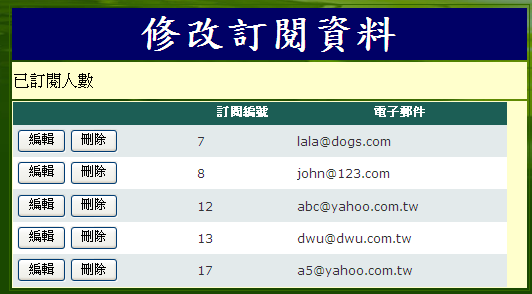 修改訂閱資料
已訂閱人數
訂閱編號 電子郵件
編輯 刪除 7 lala@dogs.com
編輯 刪除 8 john@123.com
編輯 刪除 12 abc@yahoo.com.tw
編輯 刪除 13 dwu@dwu.com.tw
編輯 刪除 17 a5@yahoo.com.tw